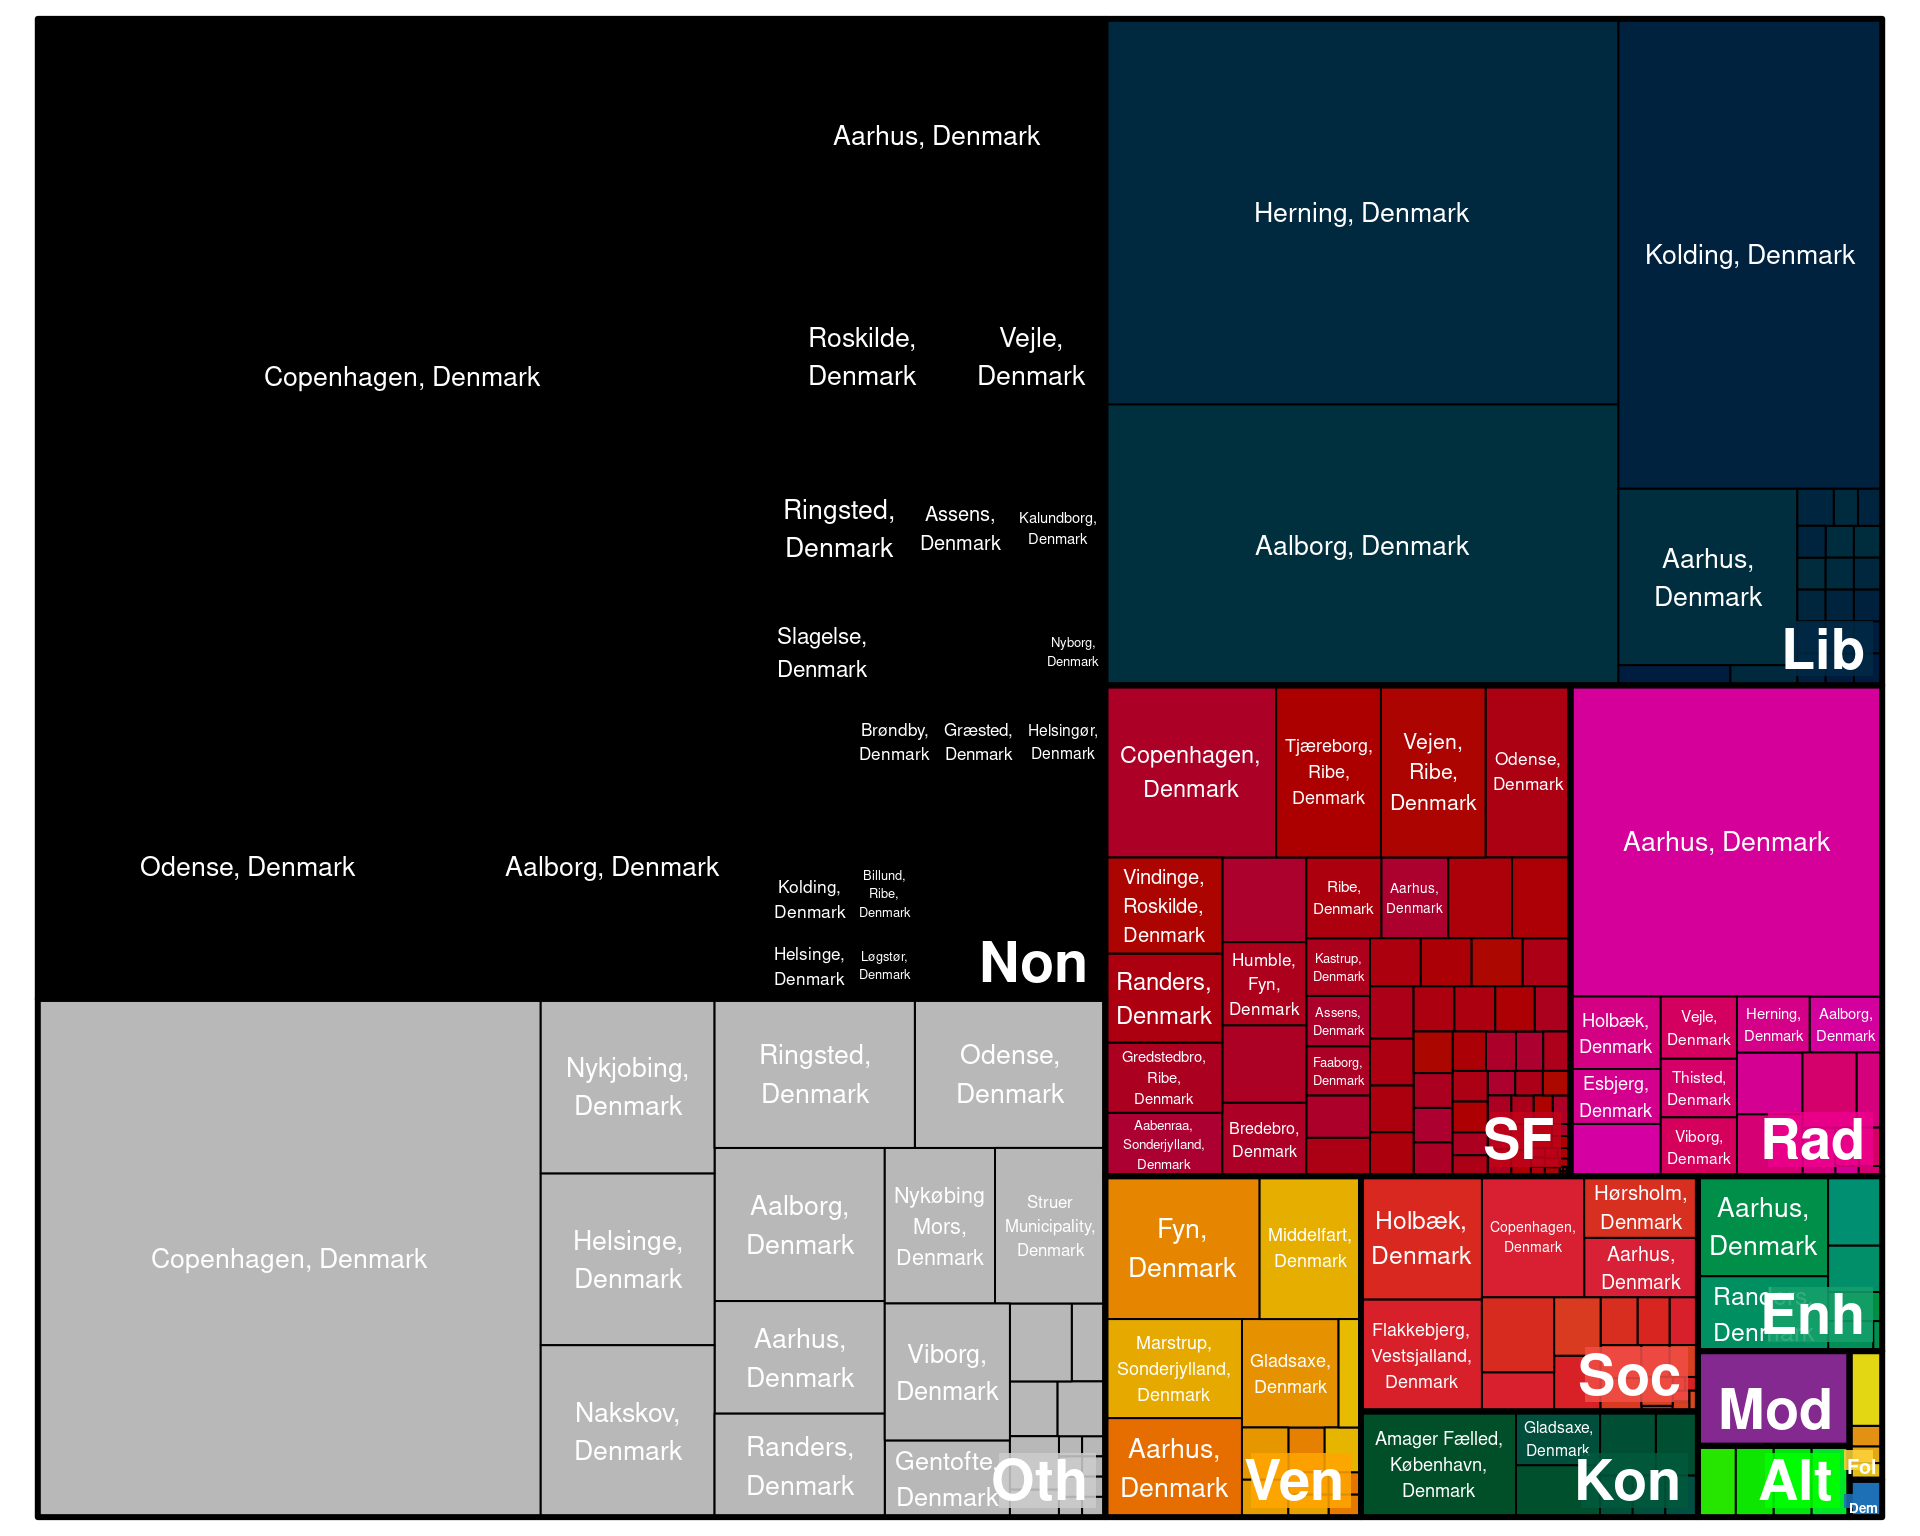 Aarhus, Denmark
Copenhagen, Denmark
Roskilde,
Denmark
Vejle,
Denmark
Ringsted,
Denmark
Assens,
Denmark
Kalundborg,
Denmark
Slagelse,
Denmark
Nyborg,
Denmark
Brøndby,
Denmark
Græsted,
Denmark
Helsingør,
Denmark
Odense, Denmark
Aalborg, Denmark
Kolding,
Denmark
Billund,
Ribe,
Denmark
Helsinge,
Denmark
Løgstør,
Denmark
Non
Herning, Denmark
Kolding, Denmark
Aalborg, Denmark
Aarhus,
Denmark
Lib
Copenhagen,
Denmark
Tjæreborg,
Ribe,
Denmark
Vejen,
Ribe,
Denmark
Odense,
Denmark
Vindinge,
Roskilde,
Denmark
Ribe,
Denmark
Aarhus,
Denmark
Randers,
Denmark
Humble,
Fyn,
Denmark
Kastrup,
Denmark
Assens,
Denmark
Gredstedbro,
Ribe,
Denmark
Faaborg,
Denmark
Aabenraa,
Sonderjylland,
Denmark
Bredebro,
Denmark
SF
Aarhus, Denmark
Holbæk,
Denmark
Vejle,
Denmark
Herning,
Denmark
Aalborg,
Denmark
Esbjerg,
Denmark
Thisted,
Denmark
Viborg,
Denmark
Rad
Copenhagen, Denmark
Nykjobing,
Denmark
Ringsted,
Denmark
Odense,
Denmark
Helsinge,
Denmark
Aalborg,
Denmark
Nykøbing
Mors,
Denmark
Struer
Municipality,
Denmark
Nakskov,
Denmark
Aarhus,
Denmark
Viborg,
Denmark
Randers,
Denmark
Gentofte,
Denmark
Oth
Fyn,
Denmark
Middelfart,
Denmark
Marstrup,
Sonderjylland,
Denmark
Gladsaxe,
Denmark
Aarhus,
Denmark
Ven
Holbæk,
Denmark
Copenhagen,
Denmark
Hørsholm,
Denmark
Aarhus,
Denmark
Flakkebjerg,
Vestsjalland,
Denmark
Soc
Amager Fælled,
København,
Denmark
Gladsaxe,
Denmark
Kon
Aarhus,
Denmark
Randers,
Denmark
Enh
Mod
Alt
Fol
Dem